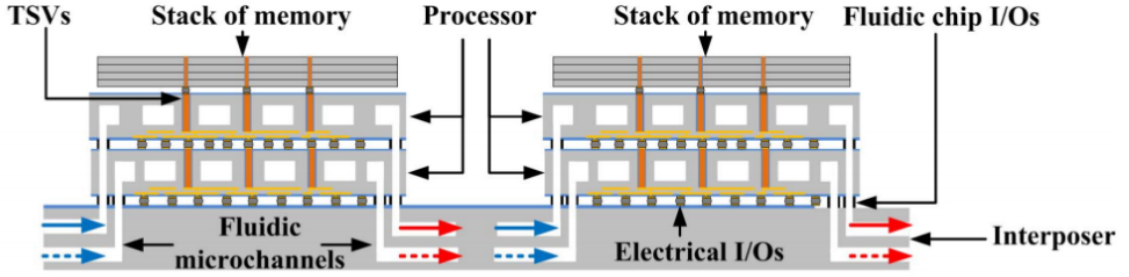 TSVs
Stack of memory
Processor
Stack of memory
Fluidic chip I/Os
Fluidic
microchannels
Electrical I/Os
Interposer